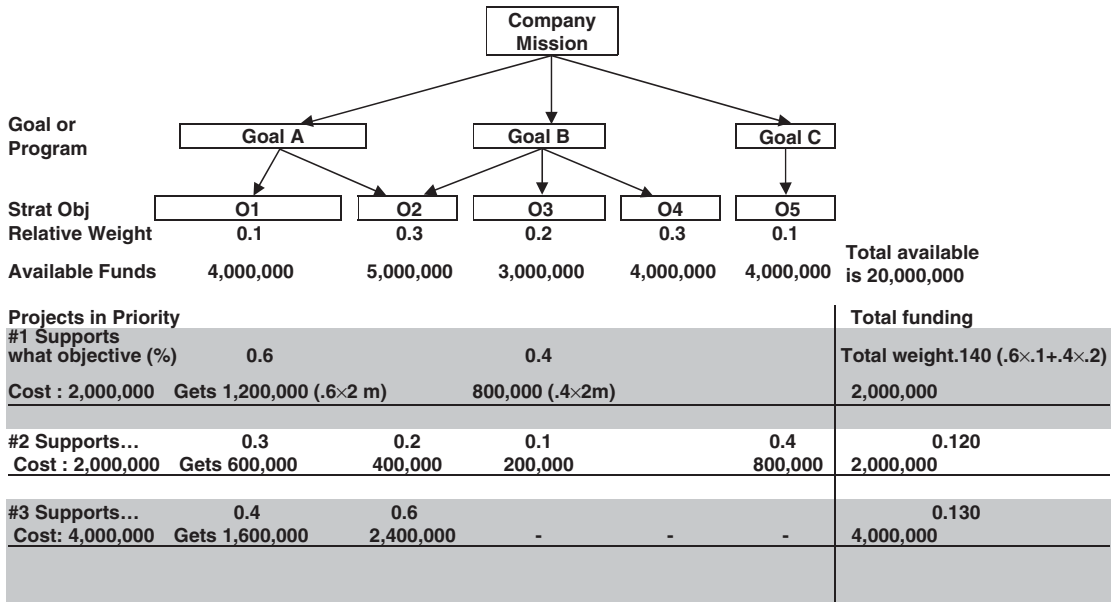 Company
Mission
Goal or
Program
Goal A Goal B Goal C
Strat Obj O1 O2 O3 O4 O5
Relative Weight 0.1 0.3 0.2 0.3 0.1
Available Funds 4,000,000 5,000,000 3,000,000 4,000,000 4,000,000
Total available
is 20,000,000
Projects in Priority Total funding
#1 Supports
what objective (%) 0.6 0.4 Total weight.140 (.6×.1+.4×.2)
Cost : 2,000,000 Gets 1,200,000 (.6×2 m) 800,000 (.4×2m) 2,000,000
#2 Supports... 0.3 0.2 0.1 0.4 0.120
Cost : 2,000,000 Gets 600,000 400,000 200,000 800,000 2,000,000
#3 Supports... 0.4 0.6 0.130
Cost: 4,000,000 Gets 1,600,000 2,400,000 - - - 4,000,000